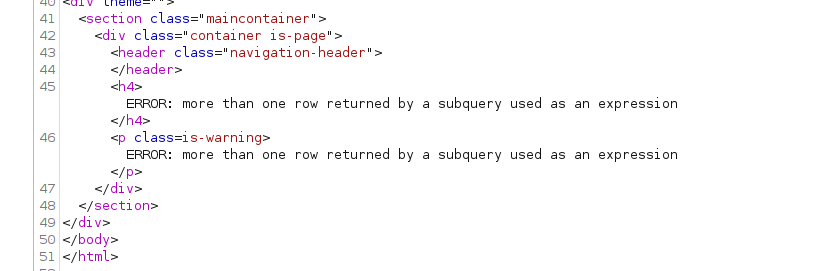 40 <div theme="">
41 <section class="maincontainer">
42 <div class="container is-page">
43 <header class="navigation-header">
44 </header>
45 <h4>
ERROR: more than one row returned by a subquery used as an expression
</h4>
46 <p class=is-warning>
ERROR: more than one row returned by a subquery used as an expression
</p>
47 </div>
48 </section>
49 </div>
50 </body>
51 </html>